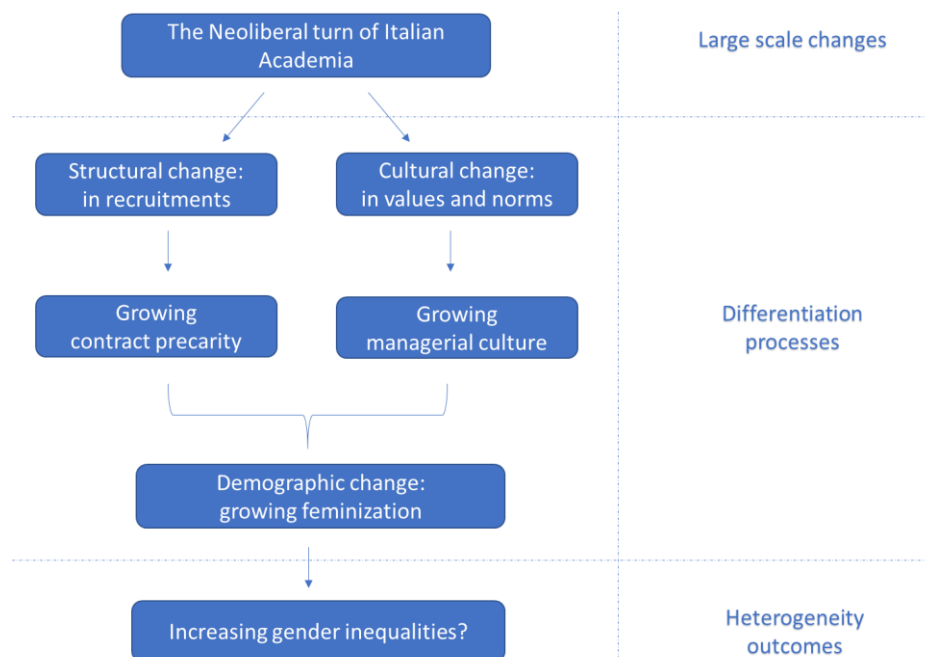 The Neoliberal turn of Italian
Academia
Large scale changes
Structural change:
in recruitments
Cultural change:
in values and norms
Growing
contract precarity
Growing
managerial culture
Differentiation
processes
Demographic change:
growing feminization
Increasing gender inequalities?
Heterogeneity
outcomes